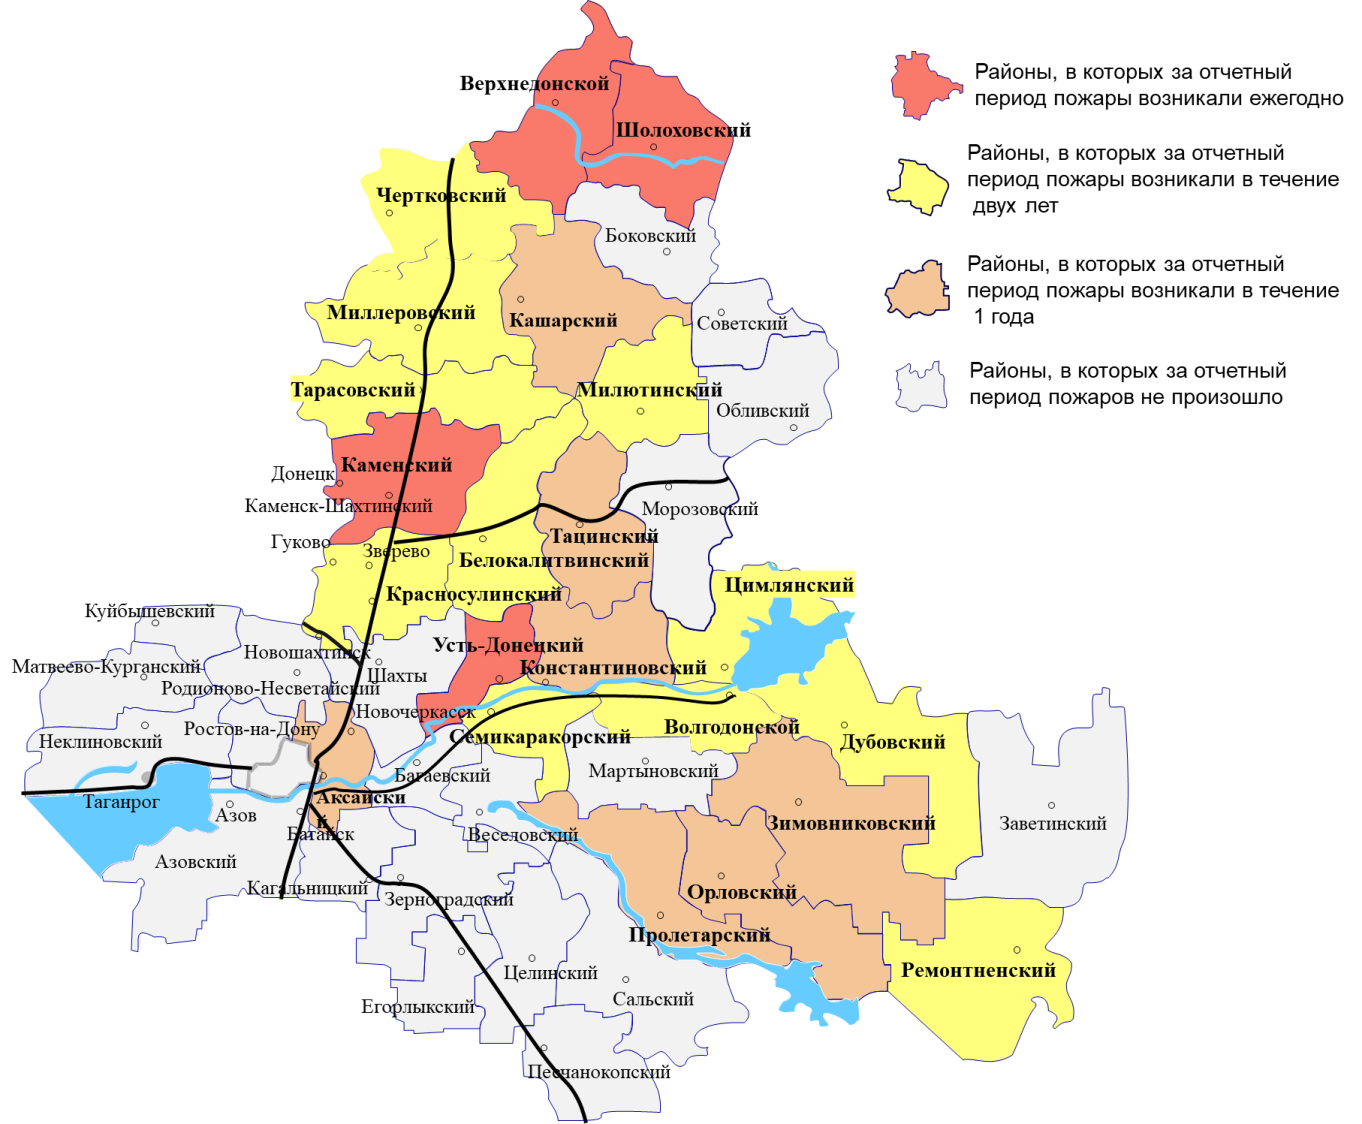 Верхнедонской
Шолоховский
Чертковский
Боковский
Миллеровский
Кашарский
Советский
Тарасовский
Милютинский
Обливский
Каменский
Донецк
Каменск-Шахтинский
Морозовский
Гуково
Зверево
Тацинский
Белокалитвинский
Цимлянский
Красносулинский
Куйбышевский
Усть-Донецкий
Новошахтинск
Матвеево-Курганский
Константиновский
Шахты
Родионово-Несветайский
Новочеркасск
Ростов-на-Дону
Волгодонской
Семикаракорский
Неклиновский
Дубовский
Мартыновский
Багаевский
Таганрог
Аксайски
й
Азов
Батайск
Веселовский
Зимовниковский
Заветинский
Азовский
Кагальницкий
Зерноградский
Орловский
Пролетарский
Целинский
Ремонтненский
Егорлыкский
Сальский
Песчанокопский
Районы, в которых за отчетный
период пожары возникали ежегодно
Районы, в которых за отчетный
период пожары возникали в течение
двух лет
Районы, в которых за отчетный
период пожары возникали в течение
1 года
Районы, в которых за отчетный
период пожаров не произошло